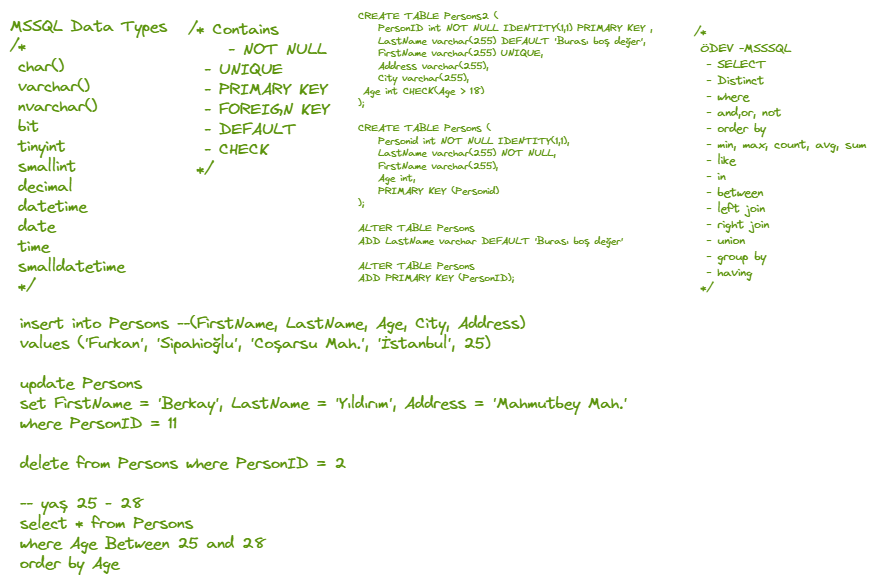 MSSQL Data Types
/*
char()
varchar()
nvarchar()
bit
tinyint
smallint
decimal
datetime
date
time
smalldatetime
*/
/* Contains
- NOT NULL
- UNIQUE
- PRIMARY KEY
- FOREIGN KEY
- DEFAULT
- CHECK
*/
CREATE TABLE Persons2 (
PersonID int NOT NULL IDENTITY(1,1) PRIMARY KEY ,
LastName varchar(255) DEFAULT 'Burası boş değer',
FirstName varchar(255) UNIQUE,
Address varchar(255),
City varchar(255),
Age int CHECK(Age > 18)
);
CREATE TABLE Persons (
Personid int NOT NULL IDENTITY(1,1),
LastName varchar(255) NOT NULL,
FirstName varchar(255),
Age int,
PRIMARY KEY (Personid)
);
ALTER TABLE Persons
ADD LastName varchar DEFAULT 'Burası boş değer'
ALTER TABLE Persons
ADD PRIMARY KEY (PersonID);
/*
ÖDEV -MSSSQL
- SELECT
- Distinct
- where
- and,or, not
- order by
- min, max, count, avg, sum
- like
- in
- between
- left join
- right join
- union
- group by
- having
*/
insert into Persons --(FirstName, LastName, Age, City, Address)
values ('Furkan', 'Sipahioğlu', 'Coşarsu Mah.', 'İstanbul', 25)
update Persons
set FirstName = 'Berkay', LastName = 'Yıldırım', Address = 'Mahmutbey Mah.'
where PersonID = 11
delete from Persons where PersonID = 2
-- yaş 25 - 28
select * from Persons
where Age Between 25 and 28
order by Age